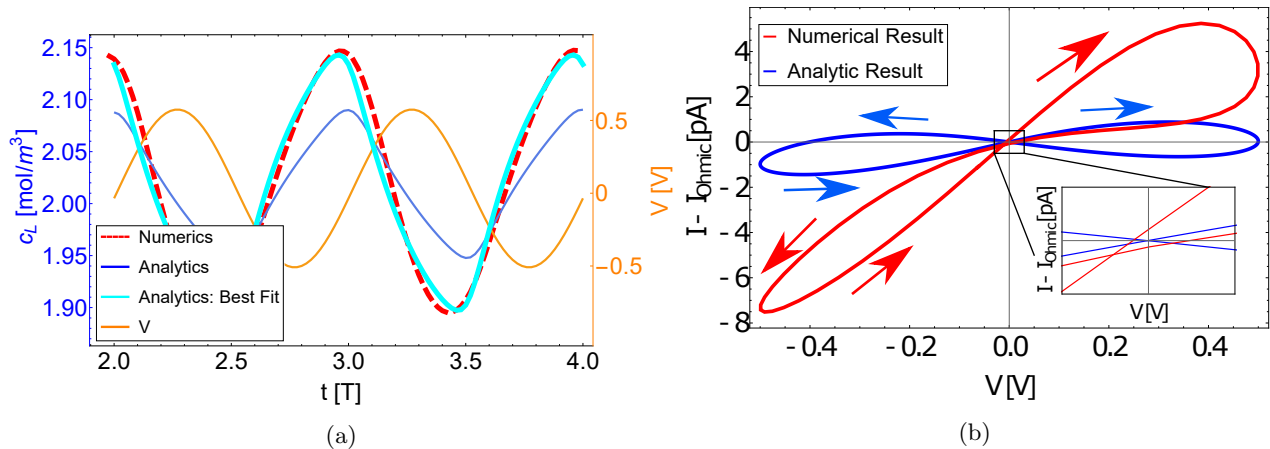 2.15
2.10
2.05
2.00
1.95
1.90
c_L [mol/m³]
Numerics
Analytics
Analytics: Best Fit
V
0.5
0
-0.5
V [V]
2.0 2.5 3.0 3.5 4.0
t [T]
(a)
Numerical Result
Analytic Result
4
2
0
-2
-4
-6
-8
I - I_Ohmic[pA]
I - I_Ohmic[pA]
V[V]
-0.4 -0.2 0.0 0.2 0.4
V[V]
(b)